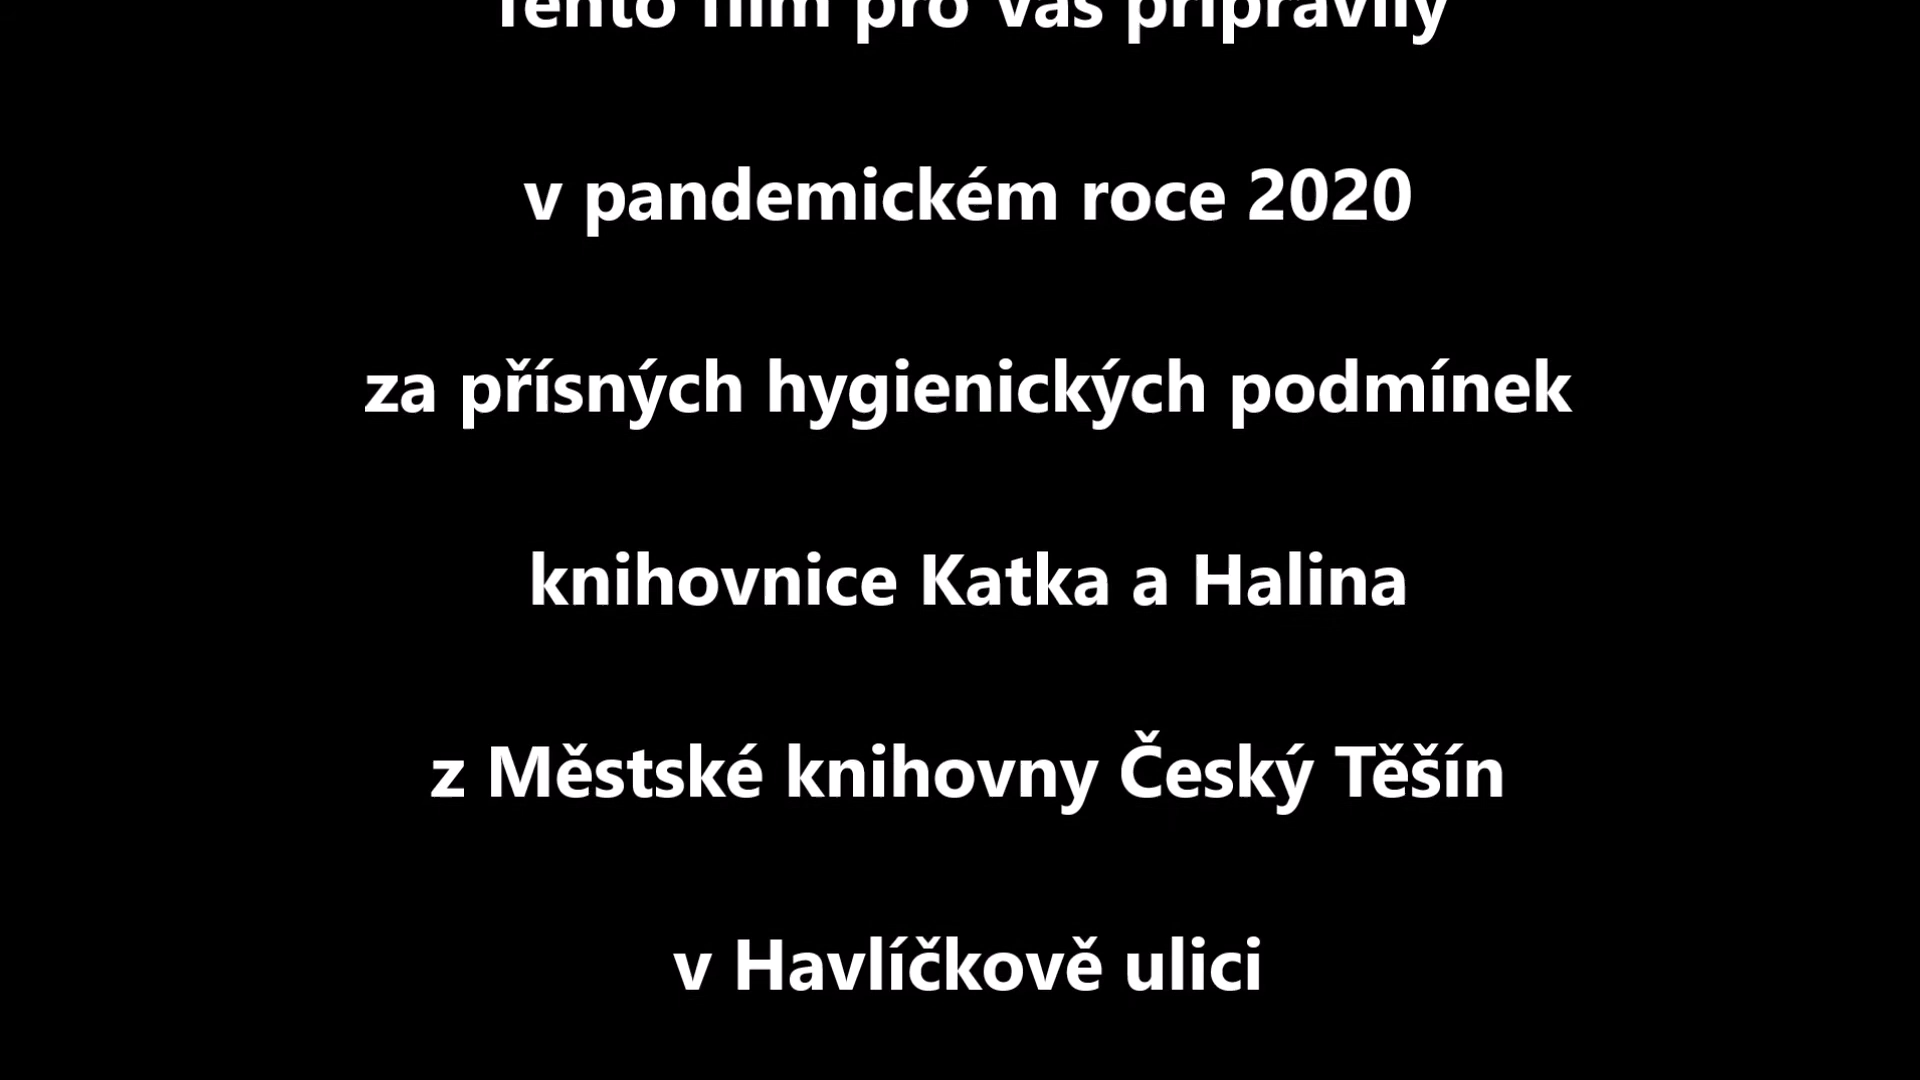 Tento film pro Vás připravily
v pandemickém roce 2020
za přísných hygienických podmínek
knihovnice Katka a Halina
z Městské knihovny Český Těšín
v Havlíčkově ulici